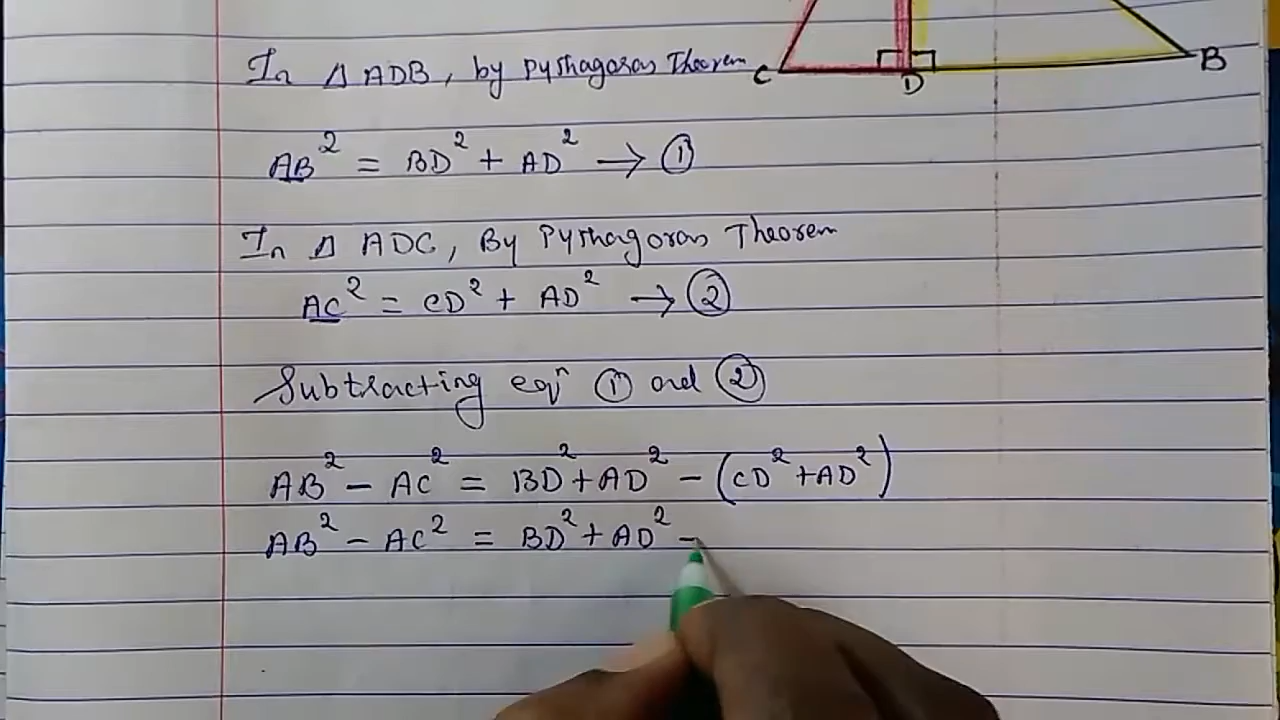 In Δ ADB, by Pythagoras Theorem
C D B
AB² = BD² + AD² → ①
In Δ ADC, By Pythagoras Theorem
AC² = CD² + AD² → ②
Subtracting eqⁿ ① and ②
AB² − AC² = BD² + AD² − (CD² + AD²)
AB² − AC² = BD² + AD² −